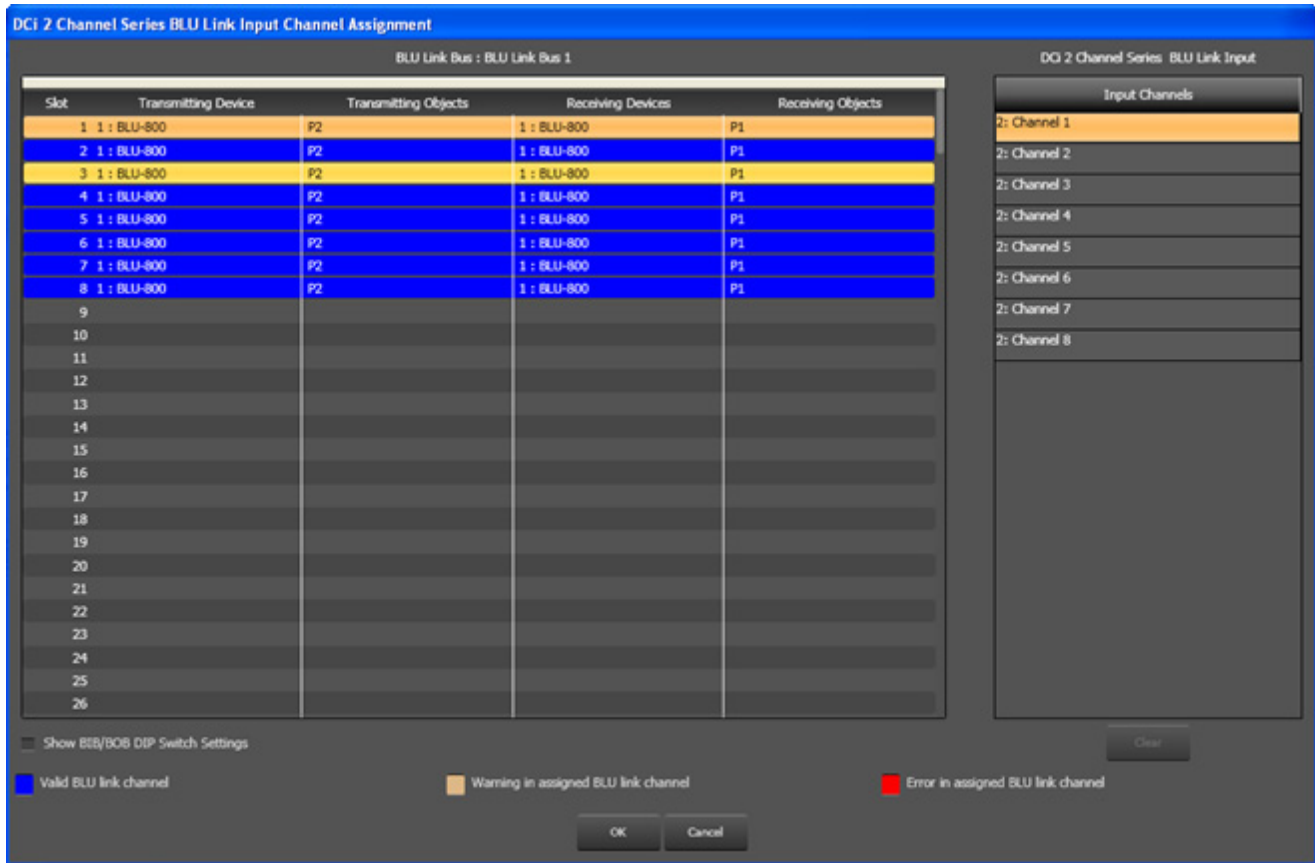 DCi 2 Channel Series BLU Link Input Channel Assignment
BLU Link Bus : BLU Link Bus 1
DCi 2 Channel Series BLU Link Input
Slot Transmitting Device Transmitting Objects Receiving Devices Receiving Objects
1 1 : BLU-800 P2 1 : BLU-800 P1
2 1 : BLU-800 P2 1 : BLU-800 P1
3 1 : BLU-800 P2 1 : BLU-800 P1
4 1 : BLU-800 P2 1 : BLU-800 P1
5 1 : BLU-800 P2 1 : BLU-800 P1
6 1 : BLU-800 P2 1 : BLU-800 P1
7 1 : BLU-800 P2 1 : BLU-800 P1
8 1 : BLU-800 P2 1 : BLU-800 P1
9
10
11
12
13
14
15
16
17
18
19
20
21
22
23
24
25
26
Input Channels
2: Channel 1
2: Channel 2
2: Channel 3
2: Channel 4
2: Channel 5
2: Channel 6
2: Channel 7
2: Channel 8
Show BIB/BOB DIP Switch Settings
Clear
Valid BLU link channel
Warning in assigned BLU link channel
Error in assigned BLU link channel
OK Cancel